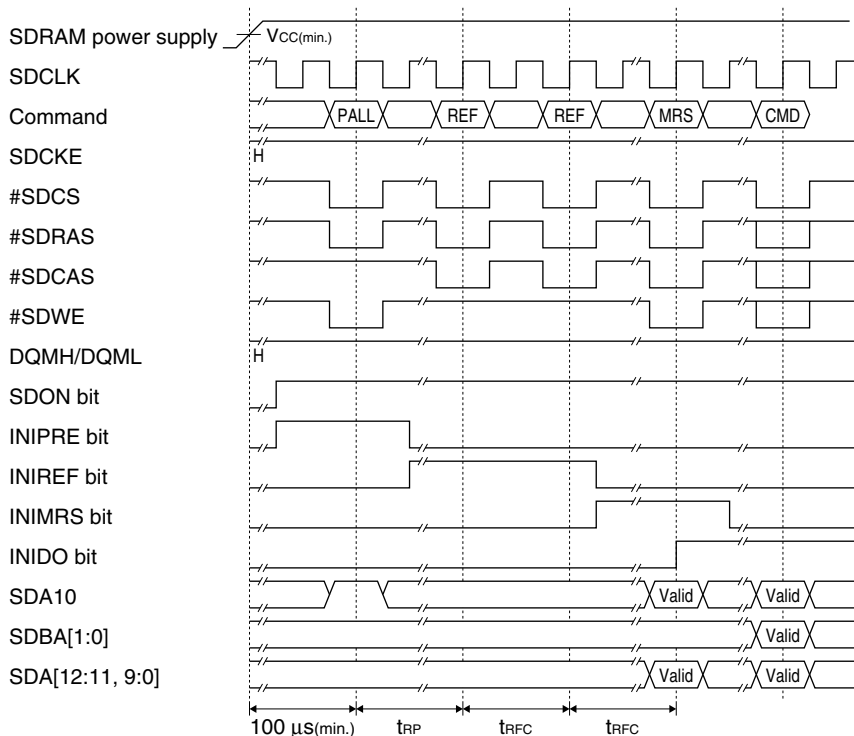 SDRAM power supply VCC(min.)
SDCLK
Command PALL REF REF MRS CMD
SDCKE H
#SDCS
#SDRAS
#SDCAS
#SDWE
DQMH/DQML H
SDON bit
INIPRE bit
INIREF bit
INIMRS bit
INIDO bit
SDA10 Valid Valid
SDBA[1:0] Valid
SDA[12:11, 9:0] Valid Valid
100 µs(min.) tRP tRFC tRFC